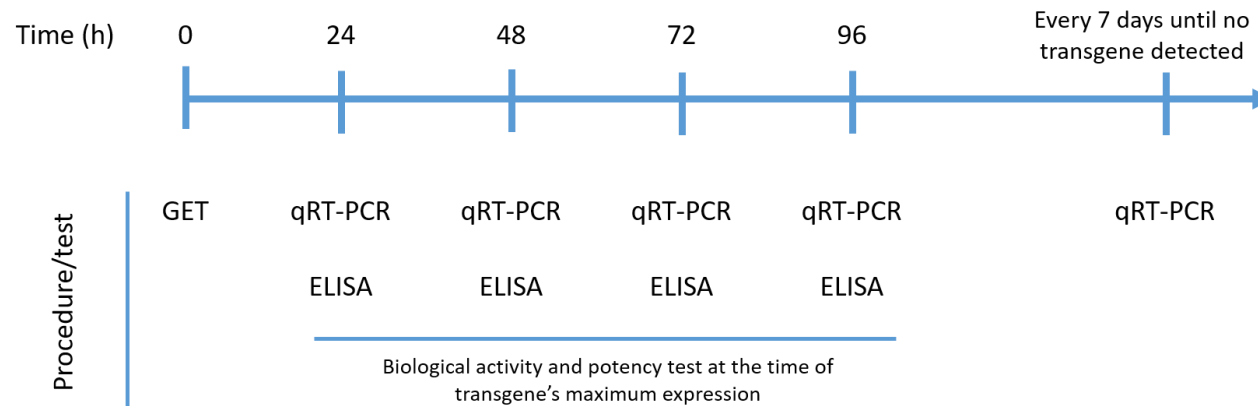 Time (h) 0 24 48 72 96 Every 7 days until no
transgene detected
Procedure/test
GET qRT-PCR qRT-PCR qRT-PCR qRT-PCR qRT-PCR
ELISA ELISA ELISA ELISA
Biological activity and potency test at the time of
transgene's maximum expression